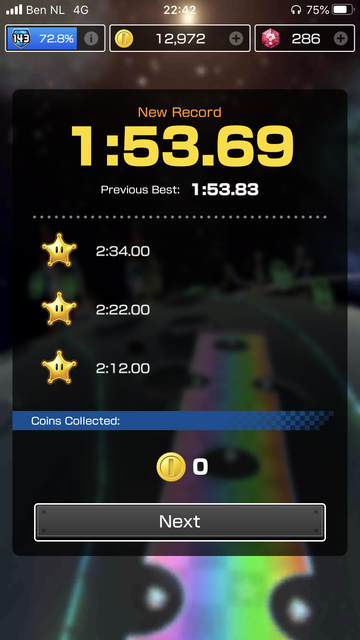 Ben NL 4G 22:42 75%
143 72.8% i 12,972 + 286 +
New Record
1:53.69
Previous Best: 1:53.83
2:34.00
2:22.00
2:12.00
Coins Collected:
0
Next